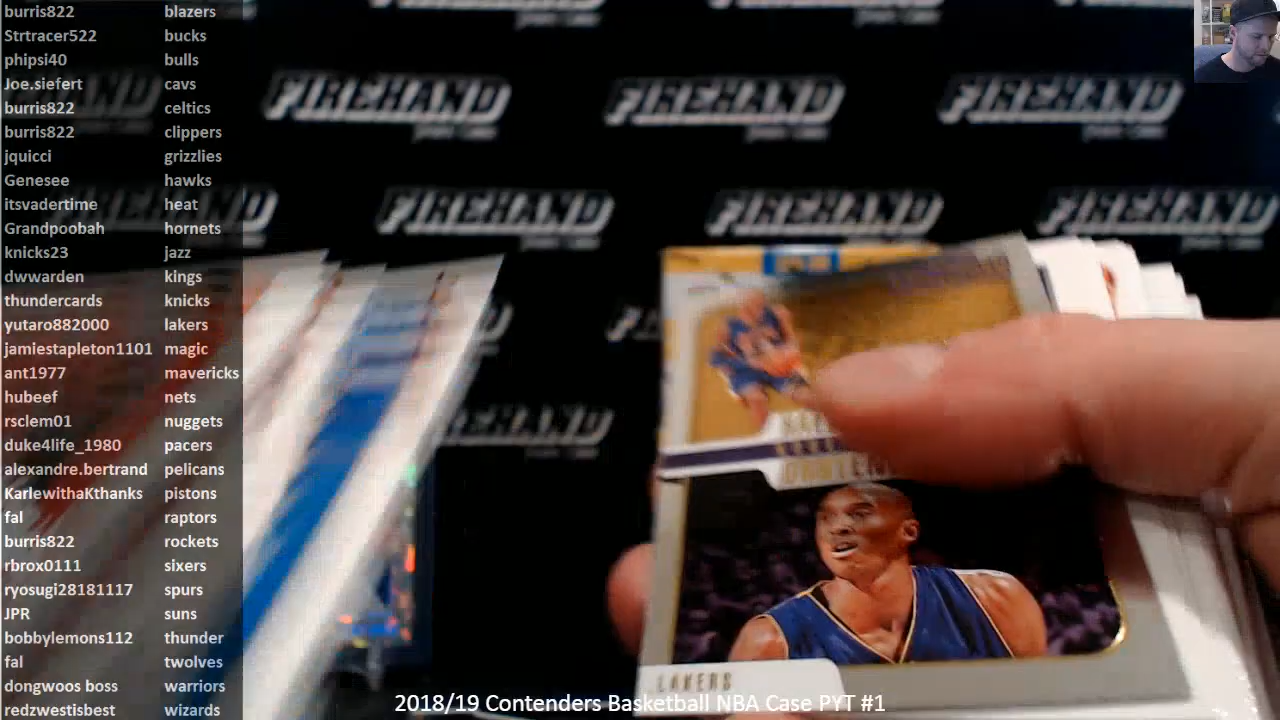 burris822 blazers
Strtracer522 bucks
phipsi40 bulls
Joe.siefert cavs
burris822 celtics
burris822 clippers
jquicci grizzlies
Genesee hawks
itsvadertime heat
Grandpoobah hornets
knicks23 jazz
dwwarden kings
thundercards knicks
yutaro882000 lakers
jamiestapleton1101 magic
ant1977 mavericks
hubeef nets
rsclem01 nuggets
duke4life_1980 pacers
alexandre.bertrand pelicans
KarlewithaKthanks pistons
fal raptors
burris822 rockets
rbrox0111 sixers
ryosugi28181117 spurs
JPR suns
bobbylemons112 thunder
fal twolves
dongwoos boss warriors
redzwestisbest wizards
FIREHAND FIREHAND FIREHAND
FIREHAND FIREHAND FIREHAND
LAKERS
2018/19 Contenders Basketball NBA Case PYT #1